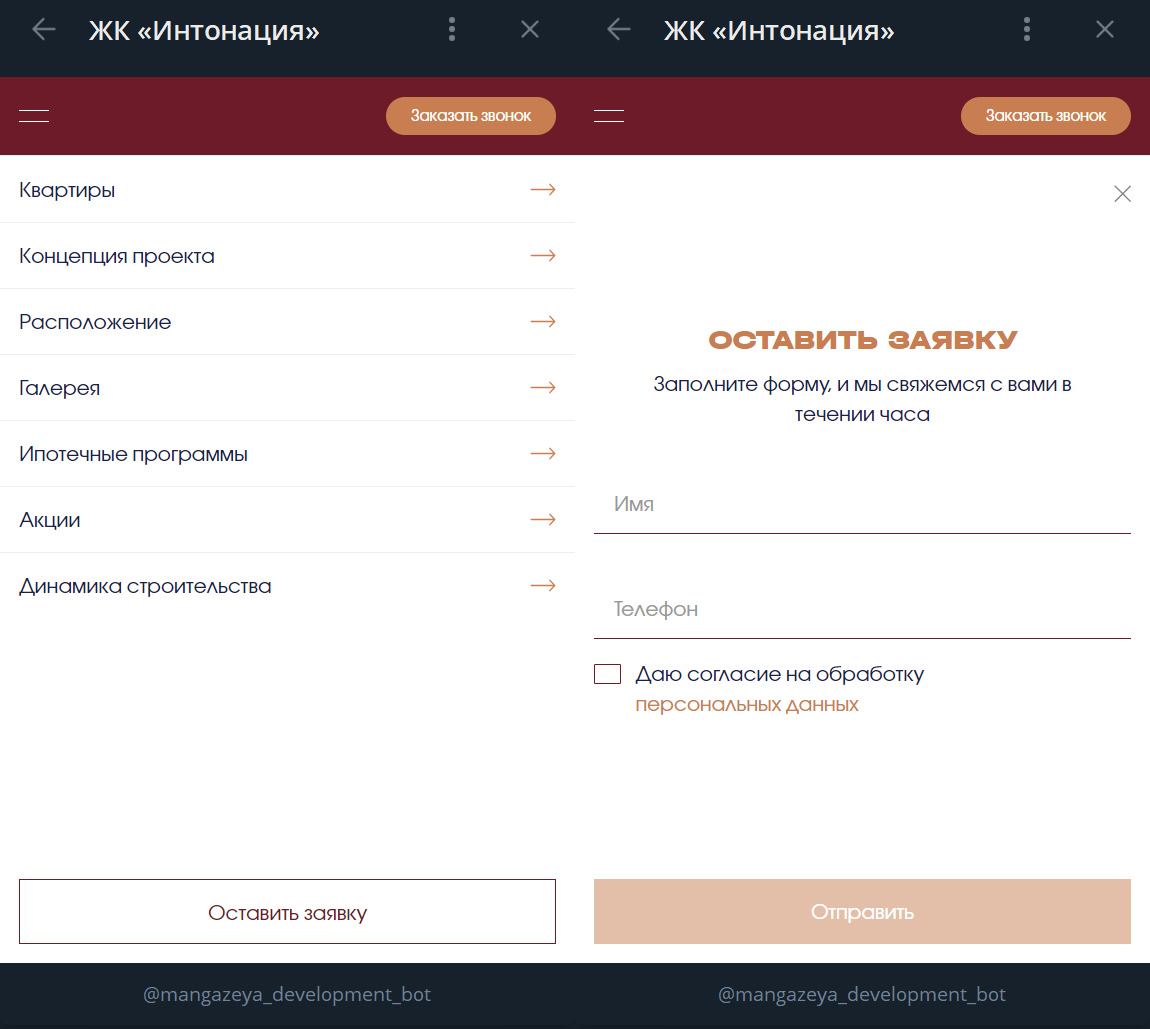 ЖК «Интонация»
Заказать звонок
Квартиры
Концепция проекта
Расположение
Галерея
Ипотечные программы
Акции
Динамика строительства
Оставить заявку
@mangazeya_development_bot
ЖК «Интонация»
Заказать звонок
ОСТАВИТЬ ЗАЯВКУ
Заполните форму, и мы свяжемся с вами в
течении часа
Имя
Телефон
Даю согласие на обработку
персональных данных
Отправить
@mangazeya_development_bot